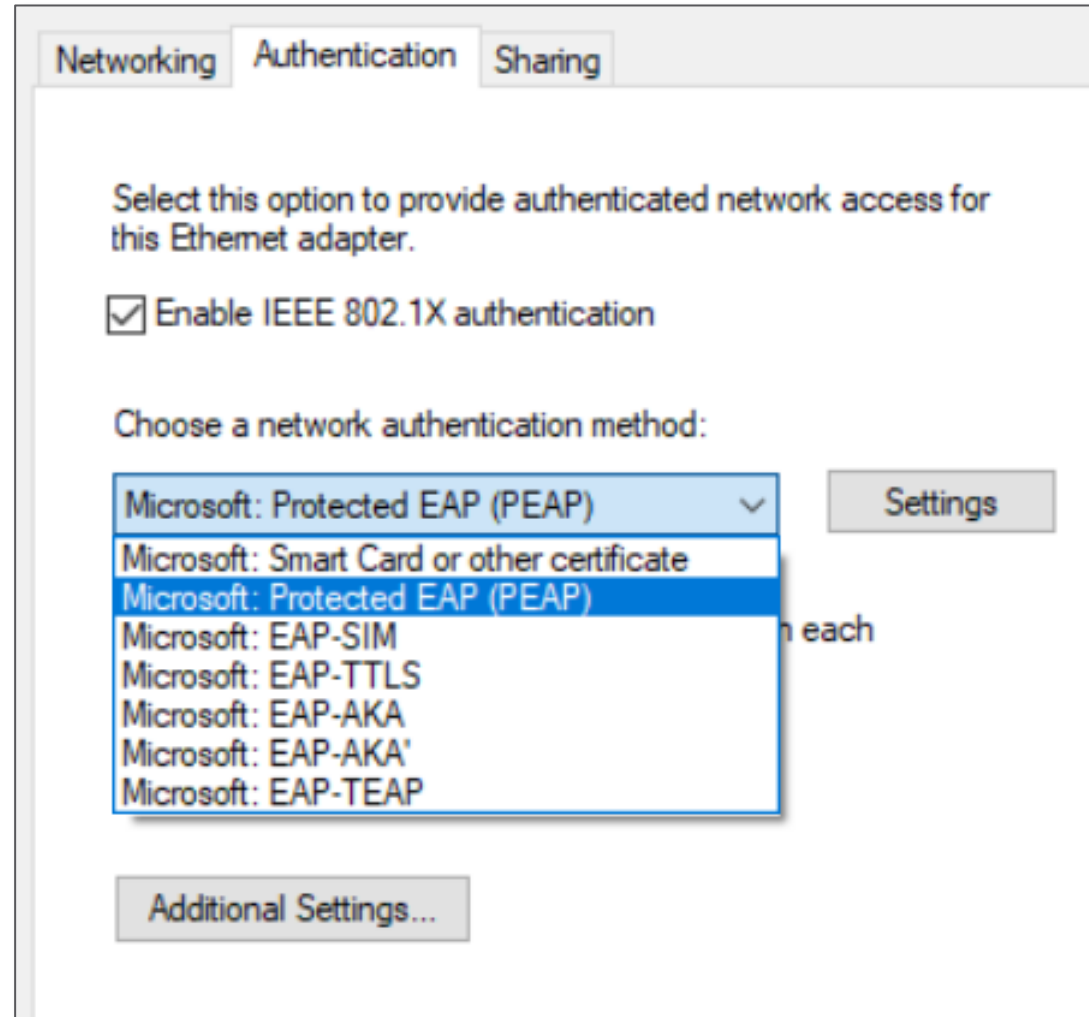 Networking Authentication Sharing
Select this option to provide authenticated network access for
this Ethernet adapter.
Enable IEEE 802.1X authentication
Choose a network authentication method:
Microsoft: Protected EAP (PEAP) Settings
Microsoft: Smart Card or other certificate
Microsoft: Protected EAP (PEAP)
Microsoft: EAP-SIM each
Microsoft: EAP-TTLS
Microsoft: EAP-AKA
Microsoft: EAP-AKA'
Microsoft: EAP-TEAP
Additional Settings...